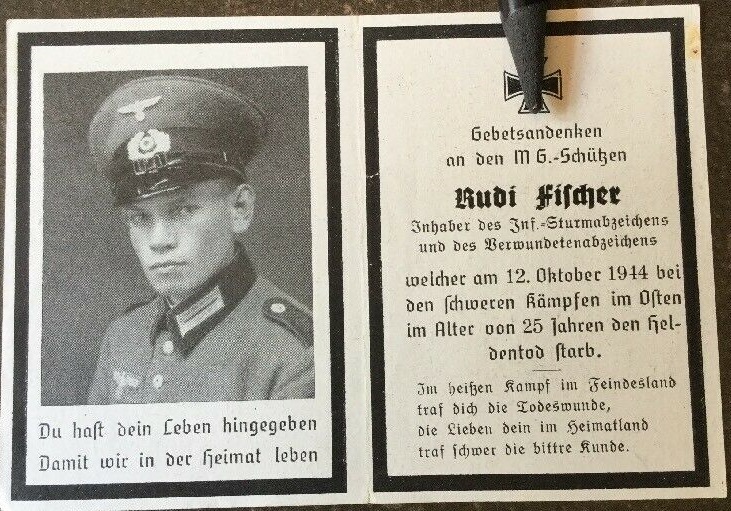 Du hast dein Leben hingegeben
Damit wir in der Heimat leben
Gebetsandenken
an den M G.-Schützen
Rudi Fischer
Inhaber des Inf.-Sturmabzeichens
und des Verwundetenabzeichens
welcher am 12. Oktober 1944 bei
den schweren Kämpfen im Osten
im Alter von 25 Jahren den Hel-
dentod starb.
Im heißen Kampf im Feindesland
traf dich die Todeswunde,
die Lieben dein im Heimatland
traf schwer die bittre Kunde.